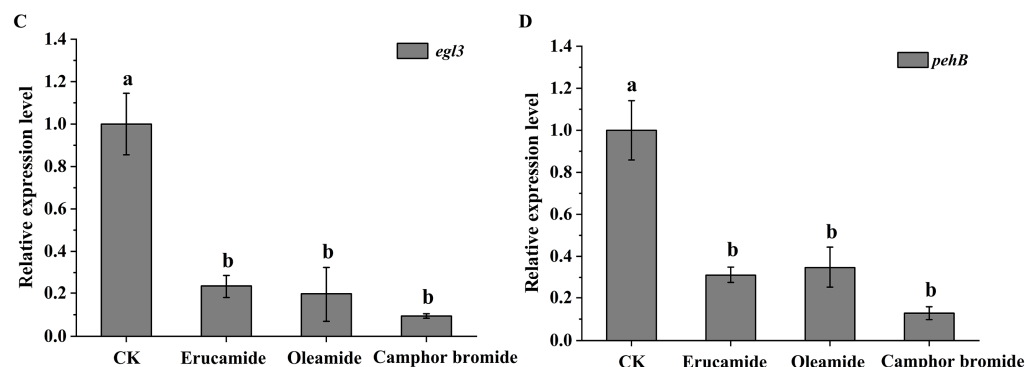 C
1.4
1.2
1.0
0.8
0.6
0.4
0.2
0.0
Relative expression level
egl3
a
b
b
b
CK Erucamide Oleamide Camphor bromide
D
1.4
1.2
1.0
0.8
0.6
0.4
0.2
0.0
Relative expression level
pehB
a
b
b
b
CK Erucamide Oleamide Camphor bromide